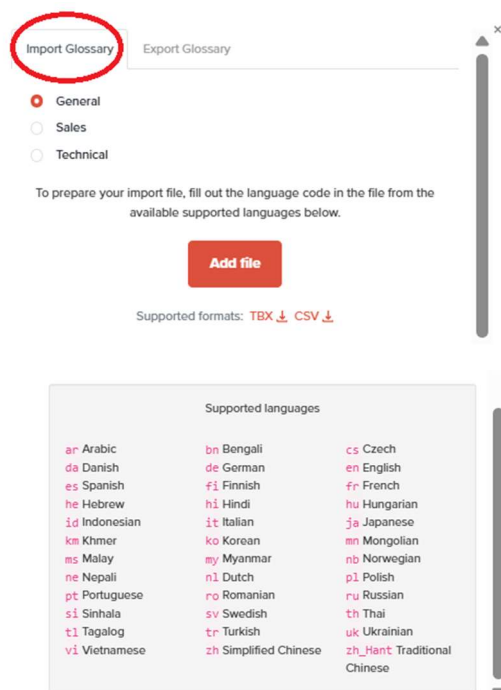 Import Glossary Export Glossary
General
Sales
Technical
To prepare your import file, fill out the language code in the file from the
available supported languages below.
Add file
Supported formats: TBX CSV
Supported languages
ar Arabic bn Bengali cs Czech
da Danish de German en English
es Spanish fi Finnish fr French
he Hebrew hi Hindi hu Hungarian
id Indonesian it Italian ja Japanese
km Khmer ko Korean mn Mongolian
ms Malay my Myanmar nb Norwegian
ne Nepali nl Dutch pl Polish
pt Portuguese ro Romanian ru Russian
si Sinhala sv Swedish th Thai
tl Tagalog tr Turkish uk Ukrainian
vi Vietnamese zh Simplified Chinese zh_Hant Traditional
Chinese